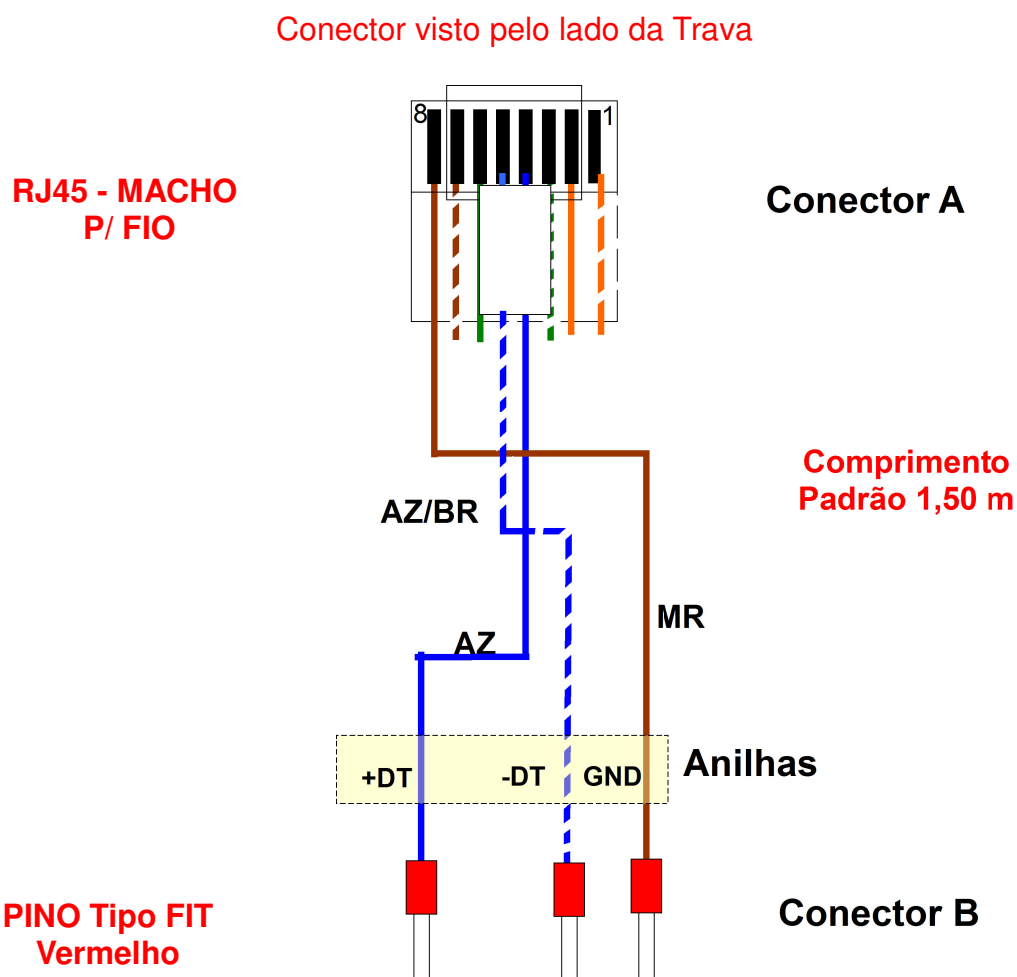 Conector visto pelo lado da Trava
8
1
RJ45 - MACHO
P/ FIO
Conector A
Comprimento
Padrão 1,50 m
AZ/BR
MR
AZ
Anilhas
+DT
-DT
GND
PINO Tipo FIT
Vermelho
Conector B